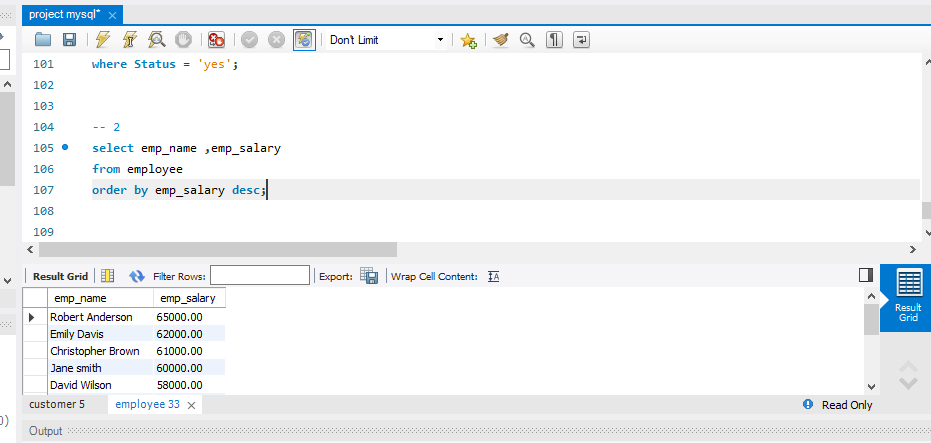 project mysql*
Don't Limit
101 where Status = 'yes';
102
103
104 -- 2
105 select emp_name ,emp_salary
106 from employee
107 order by emp_salary desc;
108
109
Result Grid Filter Rows: Export: Wrap Cell Content:
emp_name emp_salary
Robert Anderson 65000.00
Emily Davis 62000.00
Christopher Brown 61000.00
Jane smith 60000.00
David Wilson 58000.00
Result Grid
customer 5 employee 33 Read Only
0)
Output